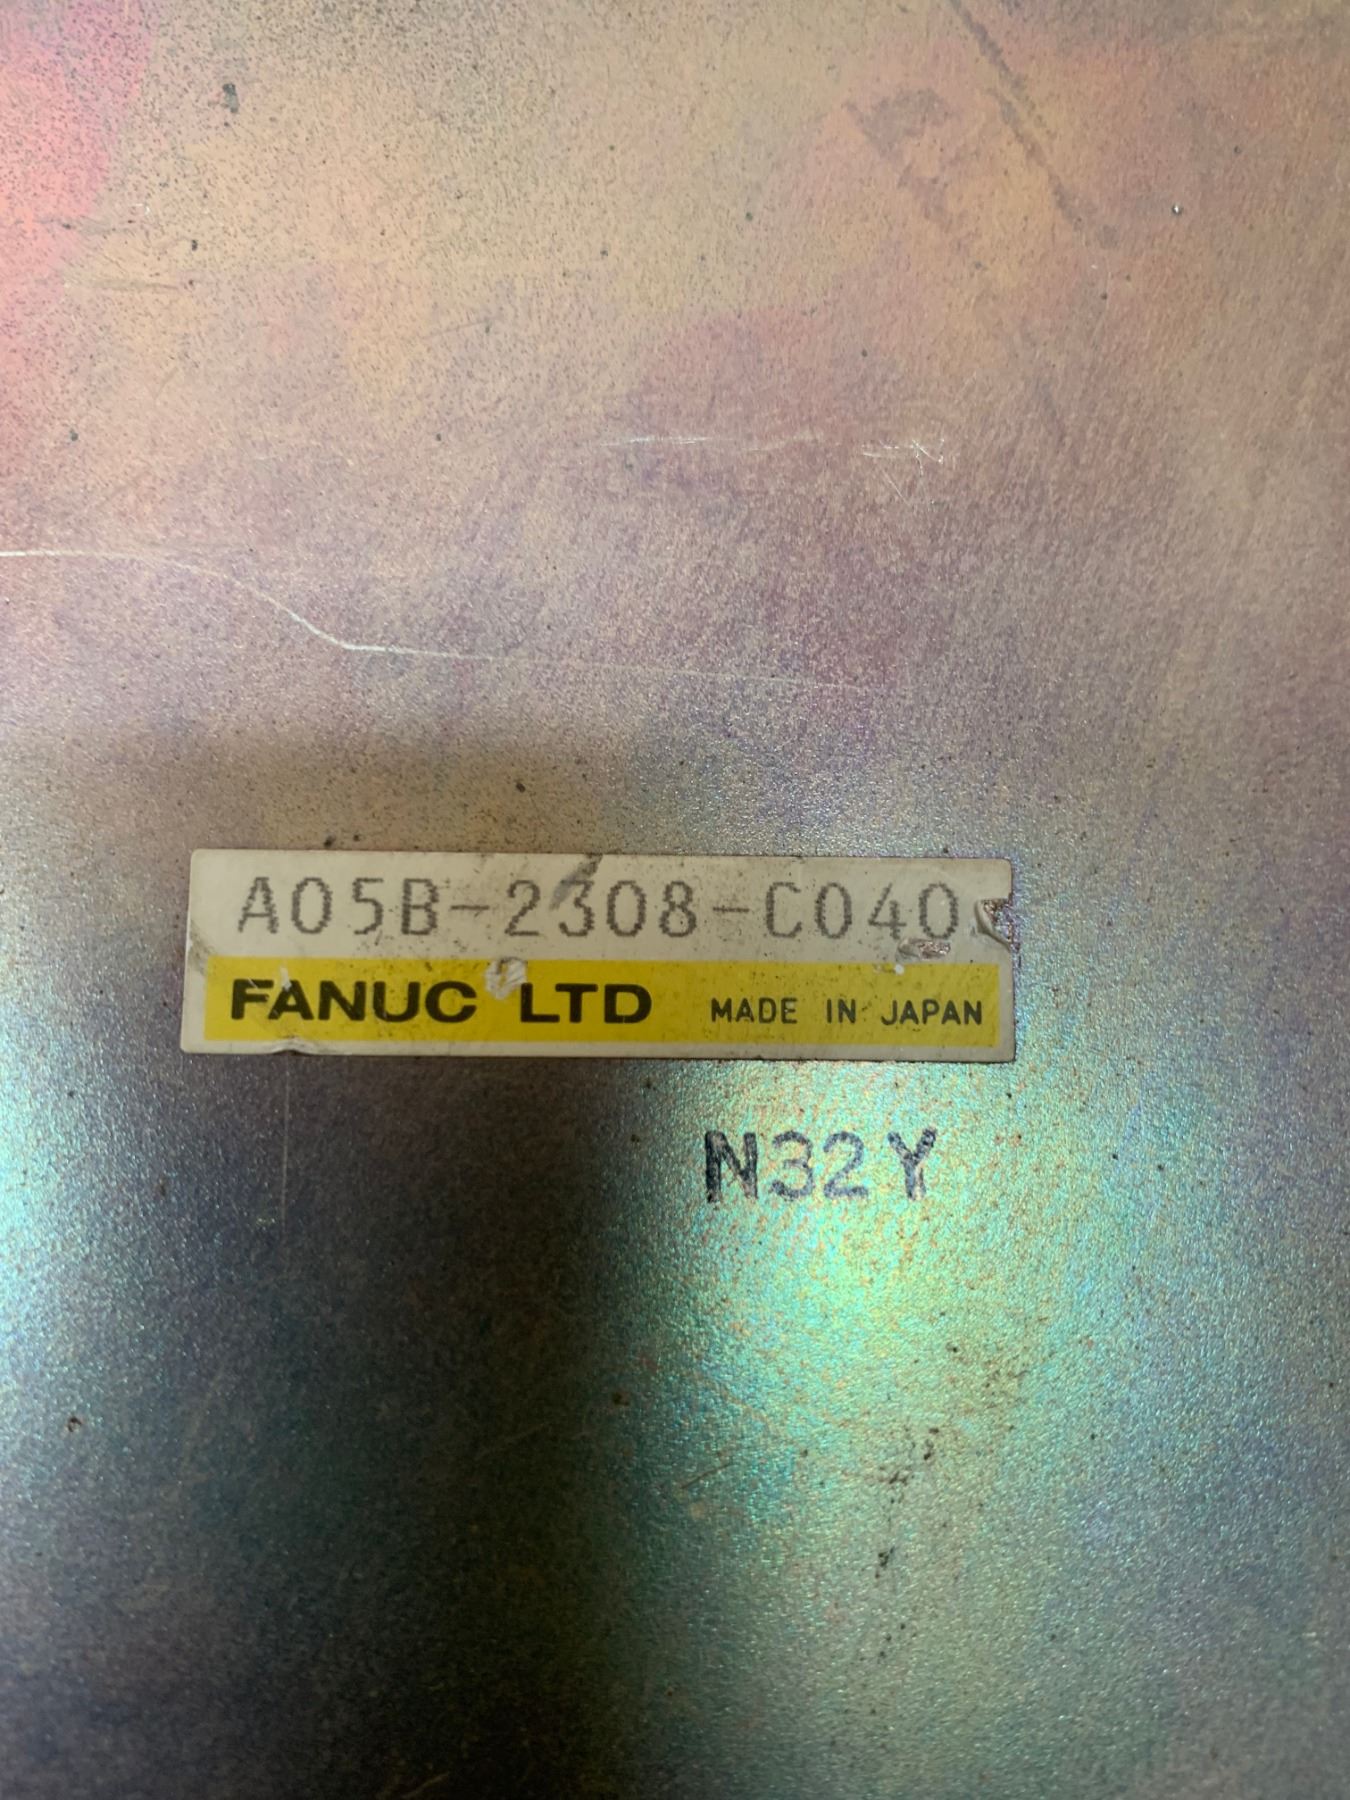 A05B-2308-C040
FANUC LTD MADE IN JAPAN
N32Y